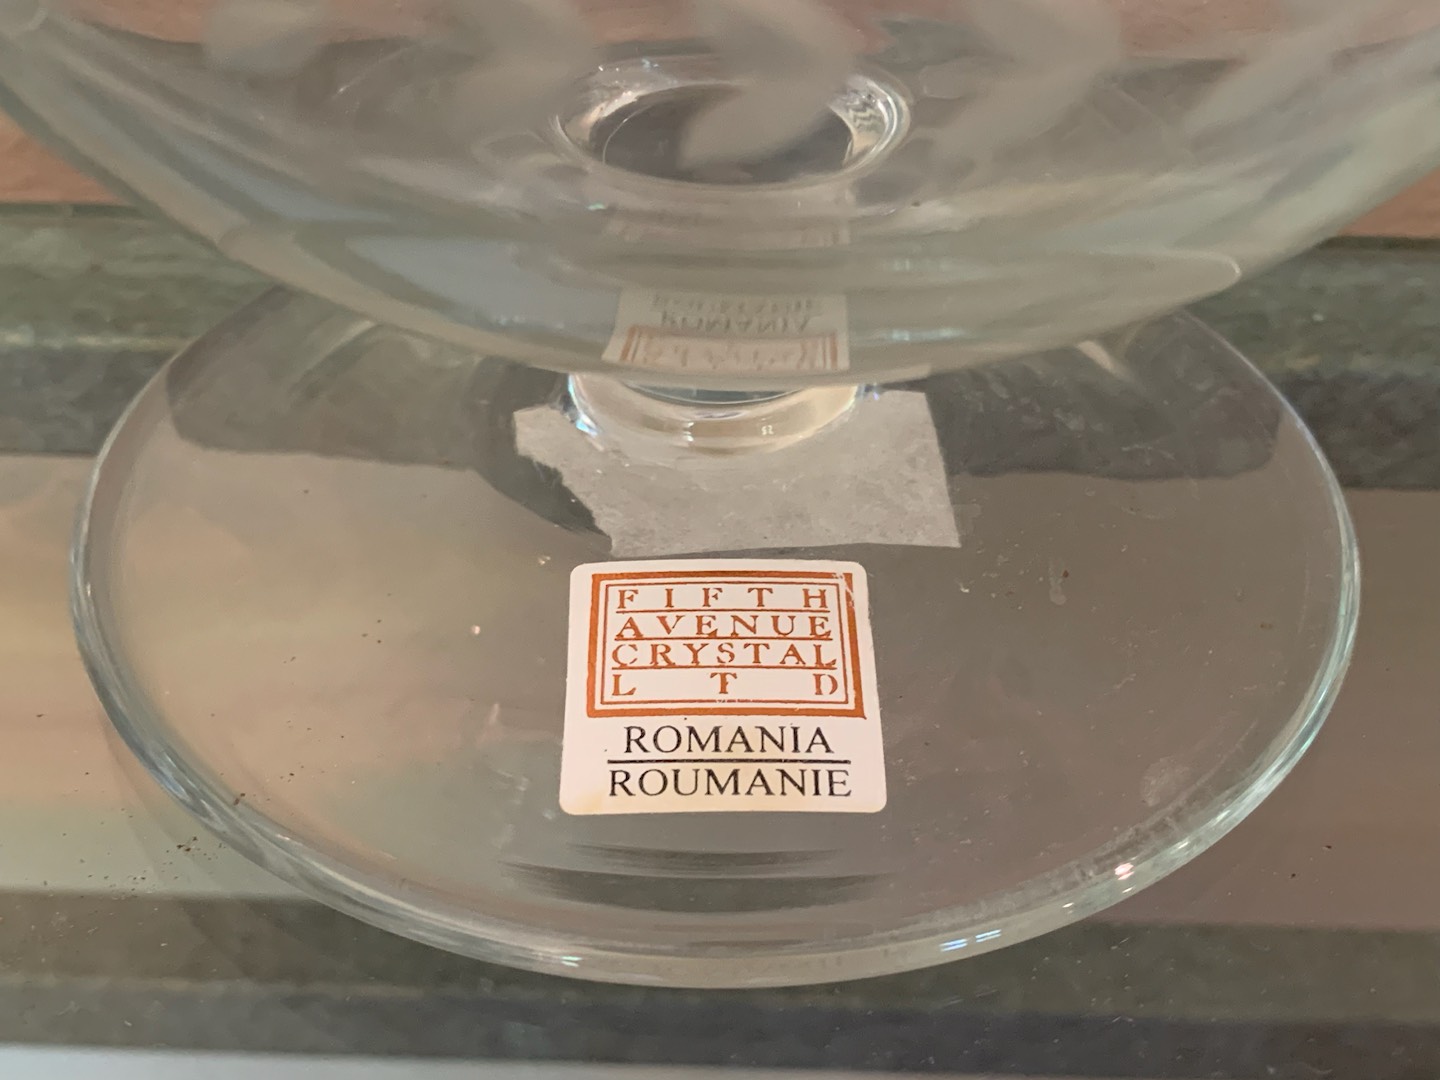 FIFTH
AVENUE
CRYSTAL
LTD
ROMANIA
ROUMANIE